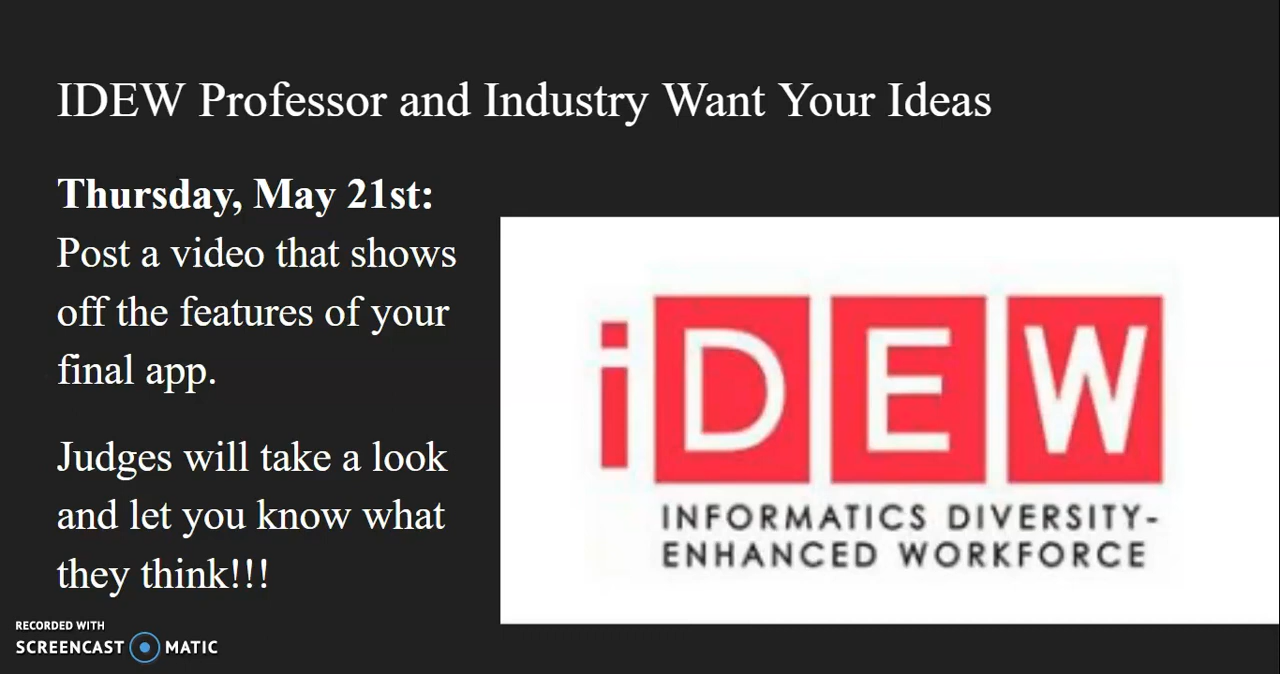 IDEW Professor and Industry Want Your Ideas
Thursday, May 21st:
Post a video that shows
off the features of your
final app.
Judges will take a look
and let you know what
they think!!!
iDEW
INFORMATICS DIVERSITY-
ENHANCED WORKFORCE
RECORDED WITH
SCREENCAST MATIC